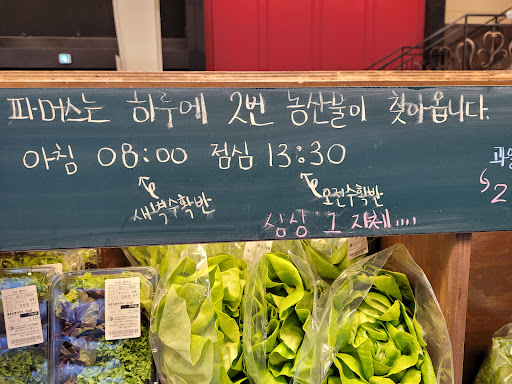 파머스는 하루에 2번 농산물이 찾아옵니다.
아침 08:00 점심 13:30
새벽수확반
오전수확반
싱싱 그 자체....
2